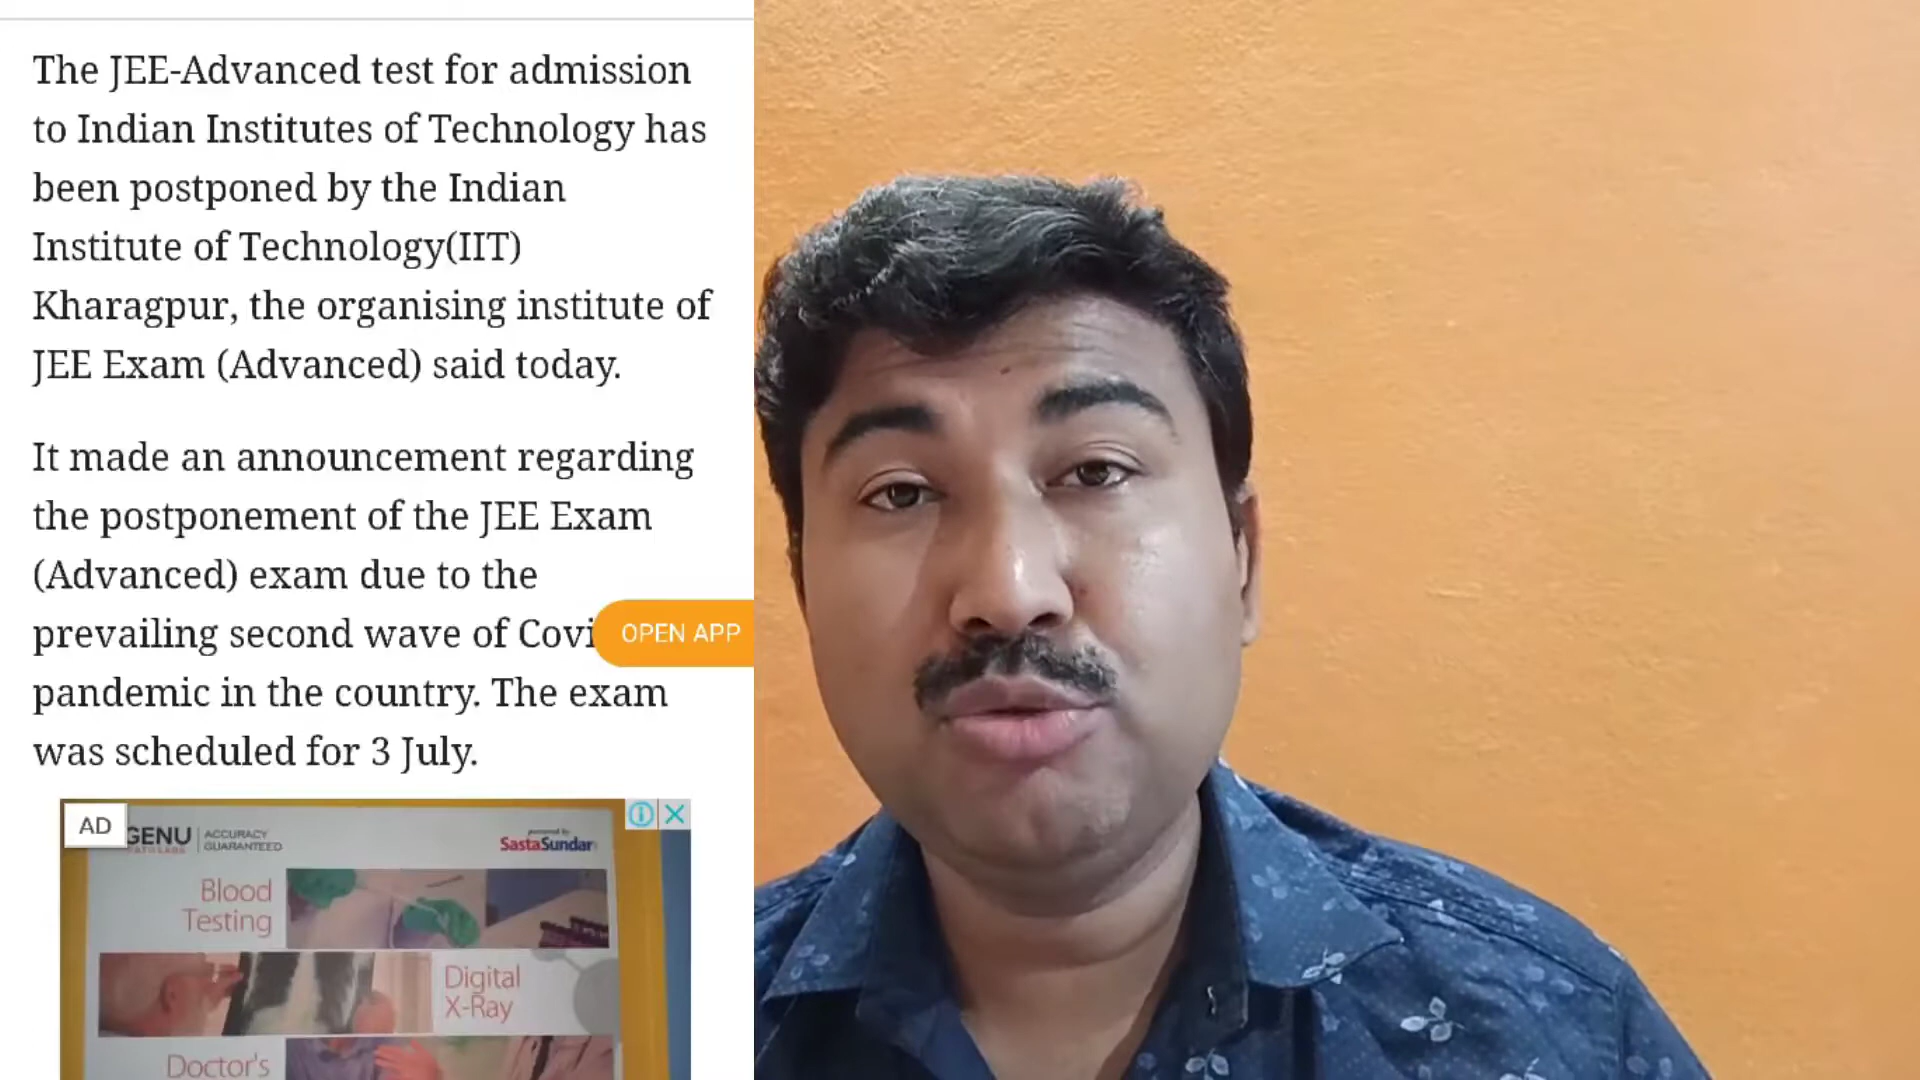 The JEE-Advanced test for admission
to Indian Institutes of Technology has
been postponed by the Indian
Institute of Technology(IIT)
Kharagpur, the organising institute of
JEE Exam (Advanced) said today.
It made an announcement regarding
the postponement of the JEE Exam
(Advanced) exam due to the
prevailing second wave of Covi
OPEN APP
pandemic in the country. The exam
was scheduled for 3 July.
AD
GENU
ACCURACY
GUARANTEED
powered by
SastaSundar
Blood
Testing
Digital
X-Ray
Doctor's